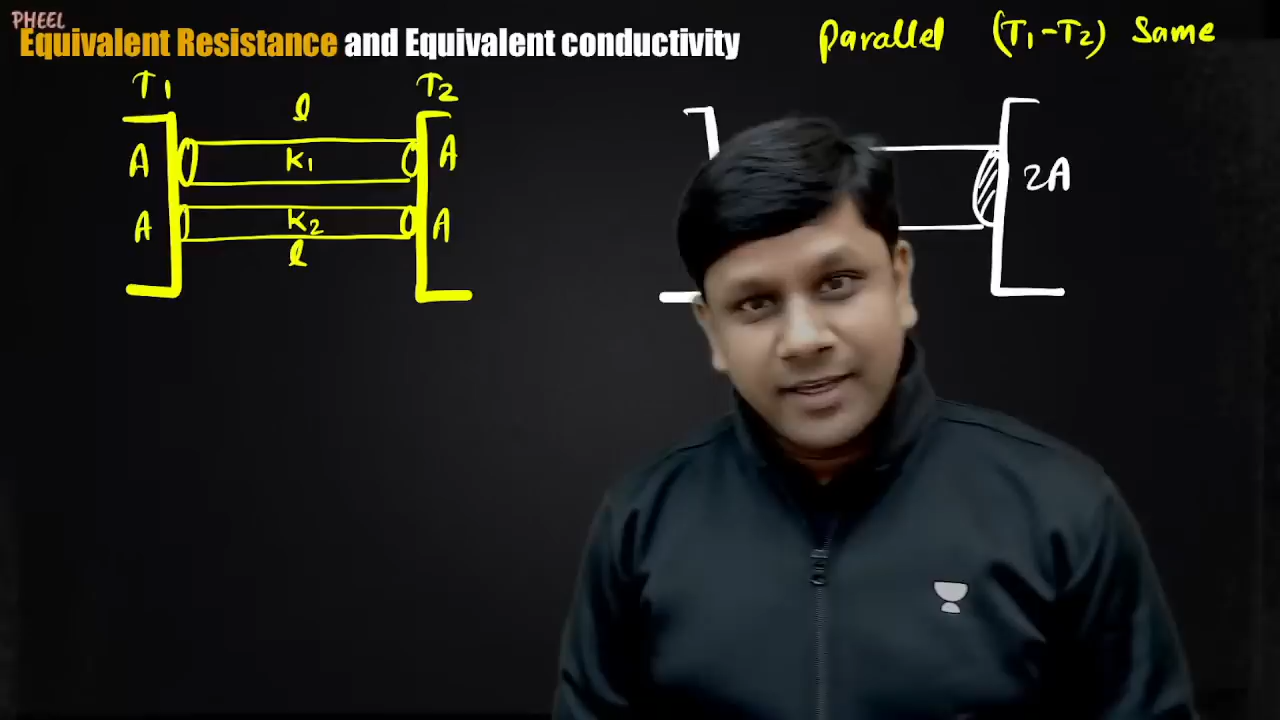 PHEEL
Equivalent Resistance and Equivalent conductivity
Parallel (T1-T2) Same
T1 T2
l
A K1 A
A K2 A
l
2A